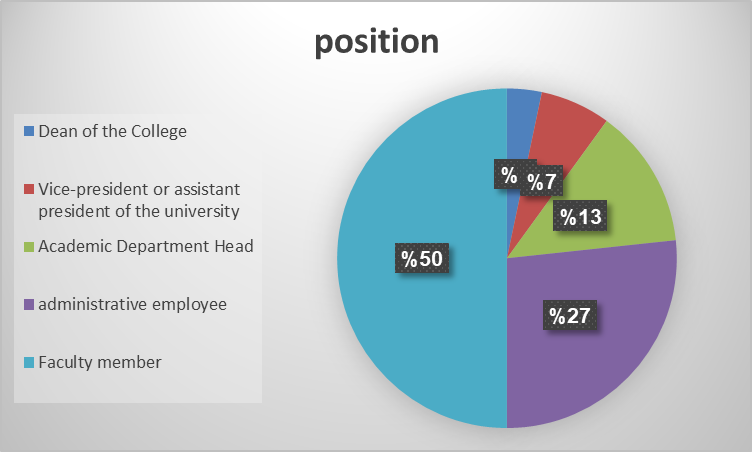 position
Dean of the College
Vice-president or assistant
president of the university
Academic Department Head
administrative employee
Faculty member
%
%7
%13
%27
%50